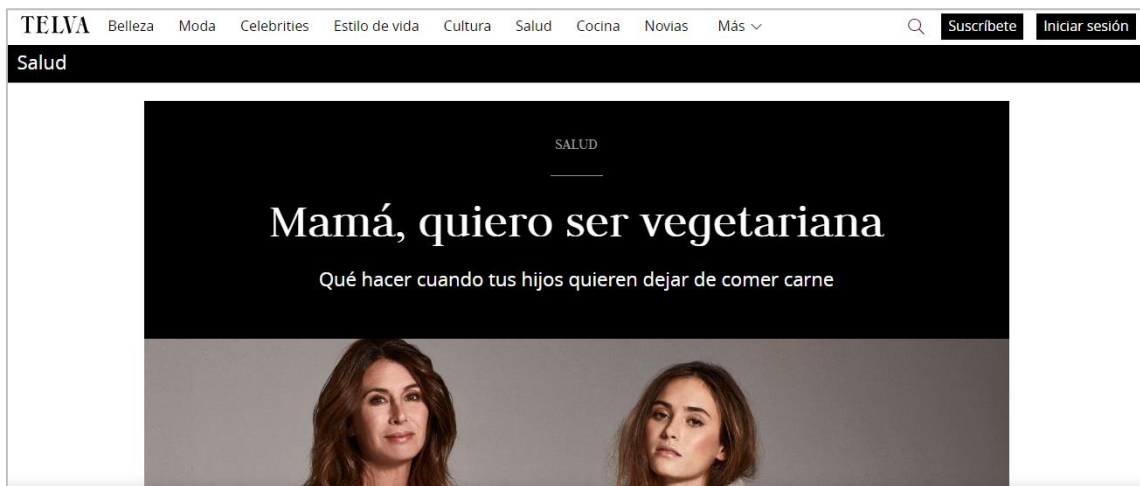 TELVA Belleza Moda Celebrities Estilo de vida Cultura Salud Cocina Novias Más Suscríbete Iniciar sesión
Salud
SALUD
Mamá, quiero ser vegetariana
Qué hacer cuando tus hijos quieren dejar de comer carne